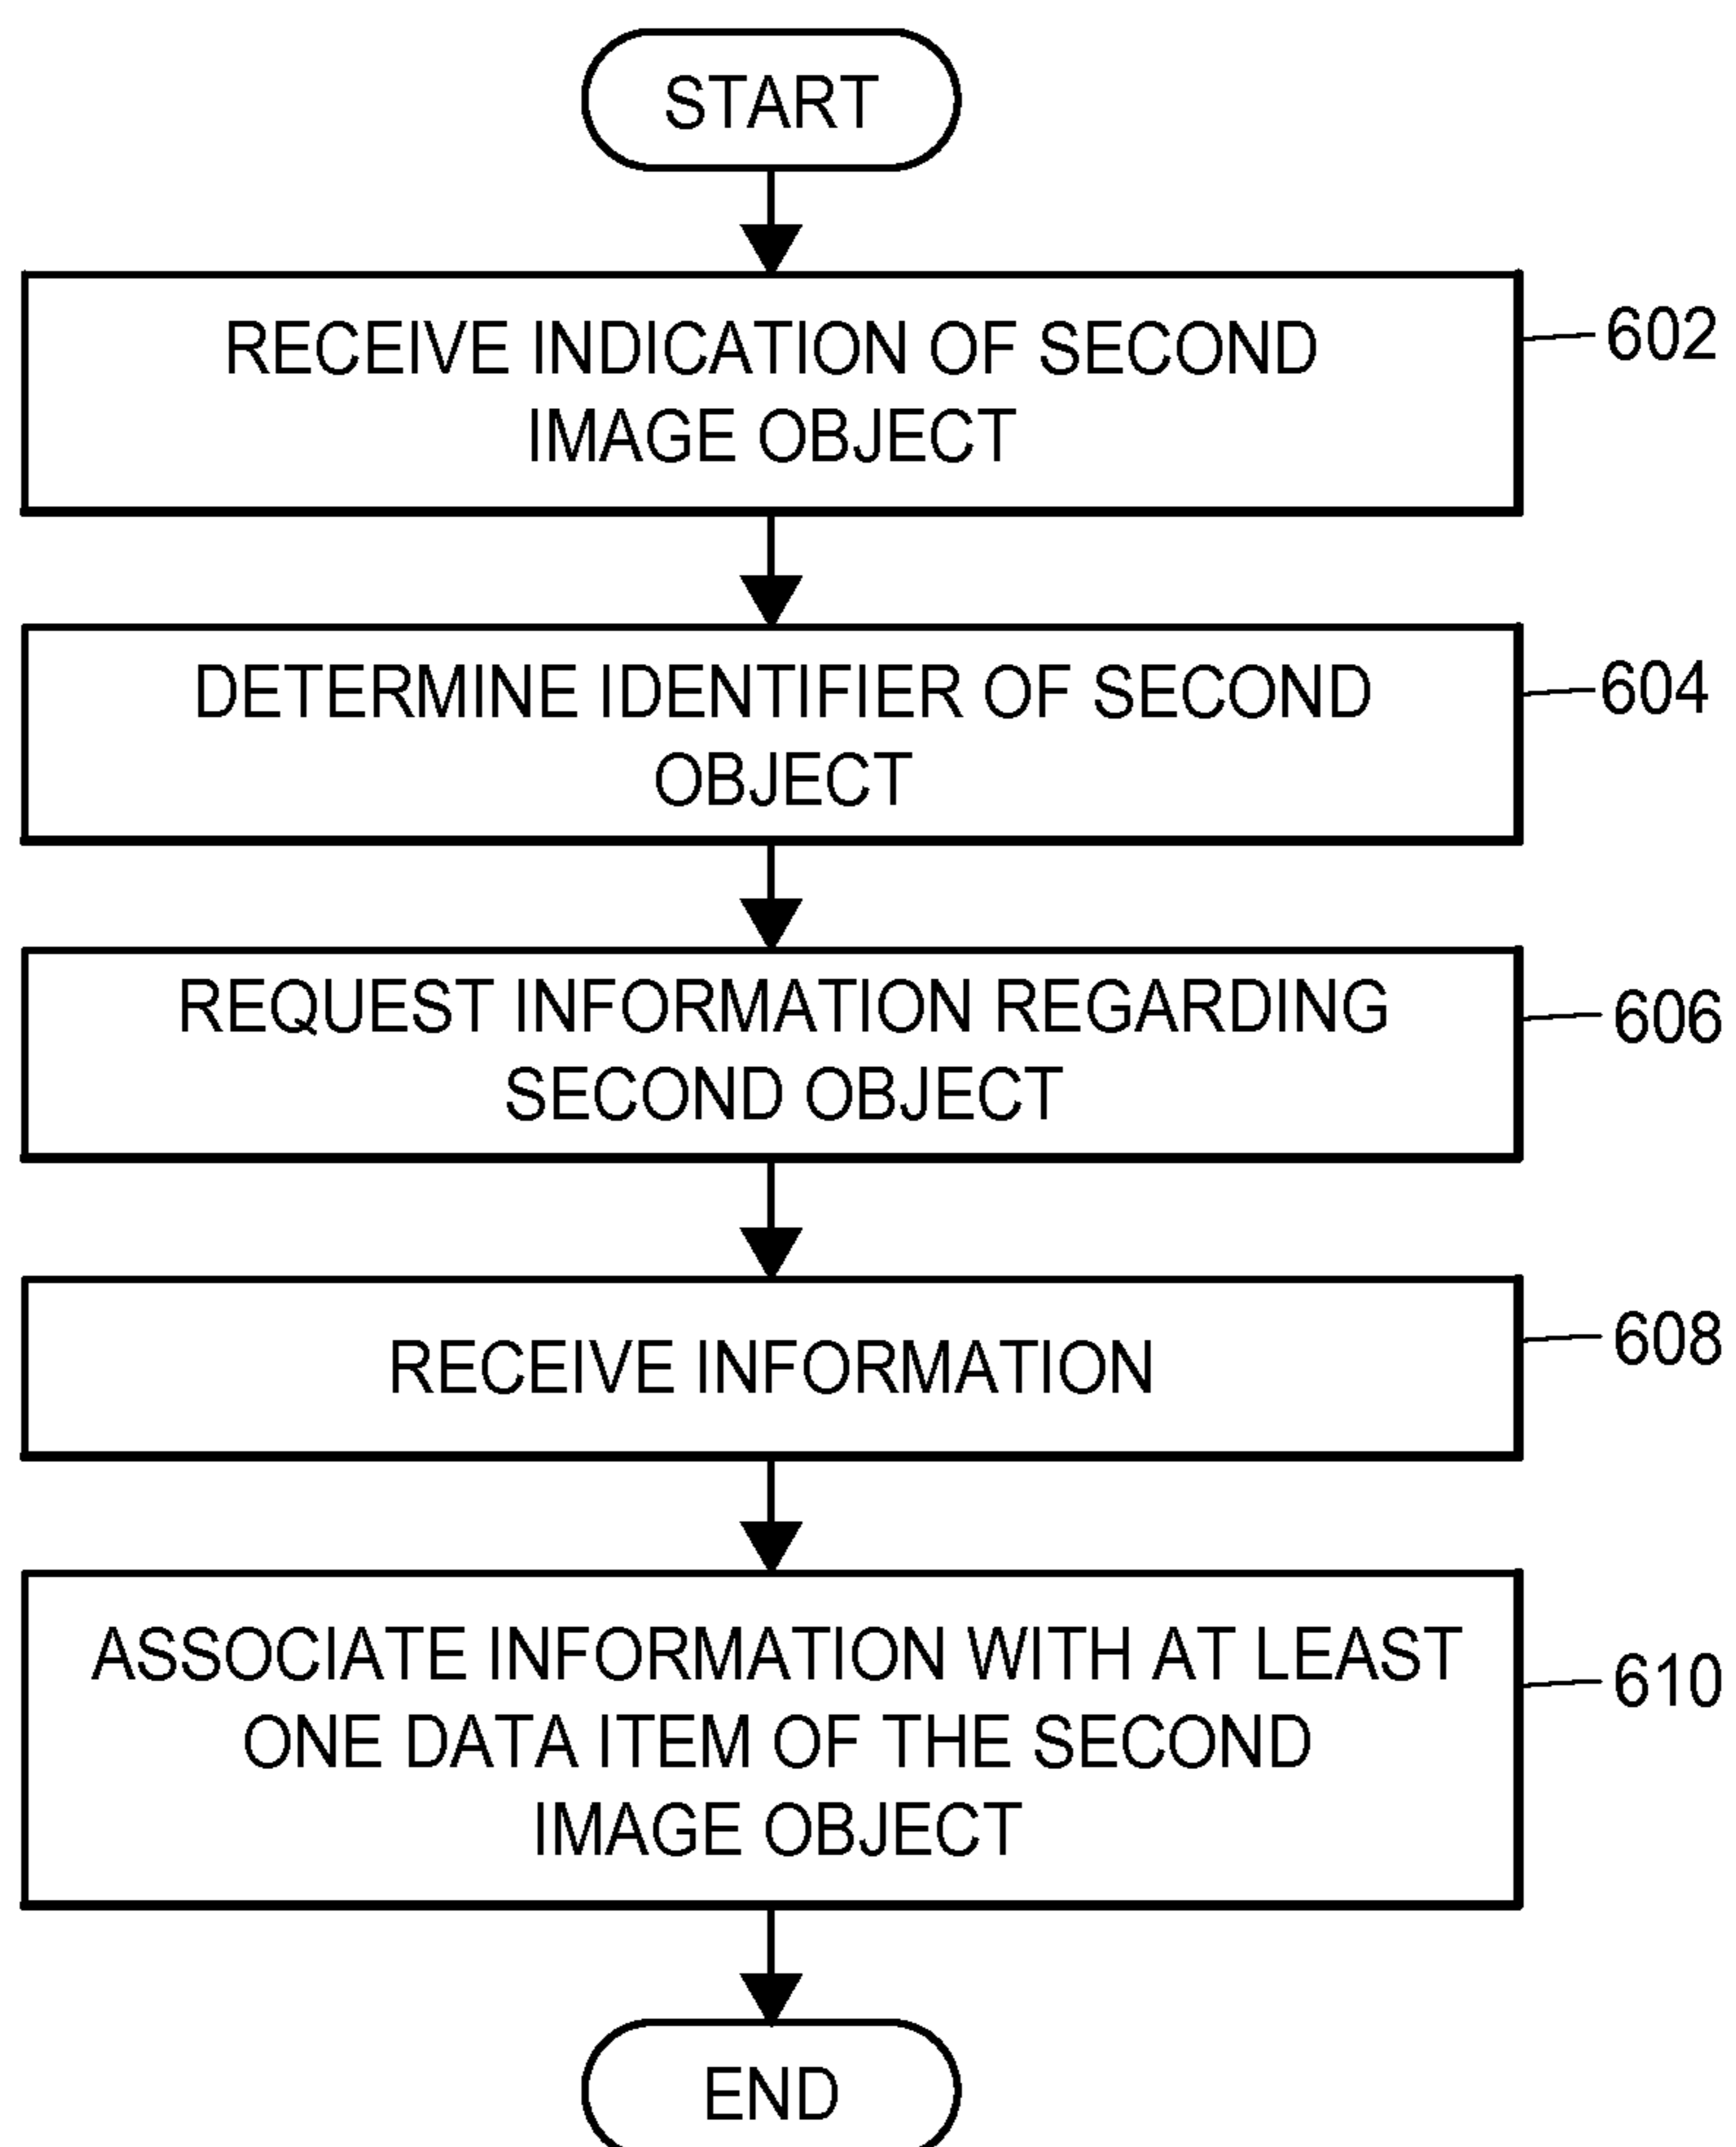 START
RECEIVE INDICATION OF SECOND
IMAGE OBJECT
602
DETERMINE IDENTIFIER OF SECOND
OBJECT
604
REQUEST INFORMATION REGARDING
SECOND OBJECT
606
RECEIVE INFORMATION
608
ASSOCIATE INFORMATION WITH AT LEAST
ONE DATA ITEM OF THE SECOND
IMAGE OBJECT
610
END